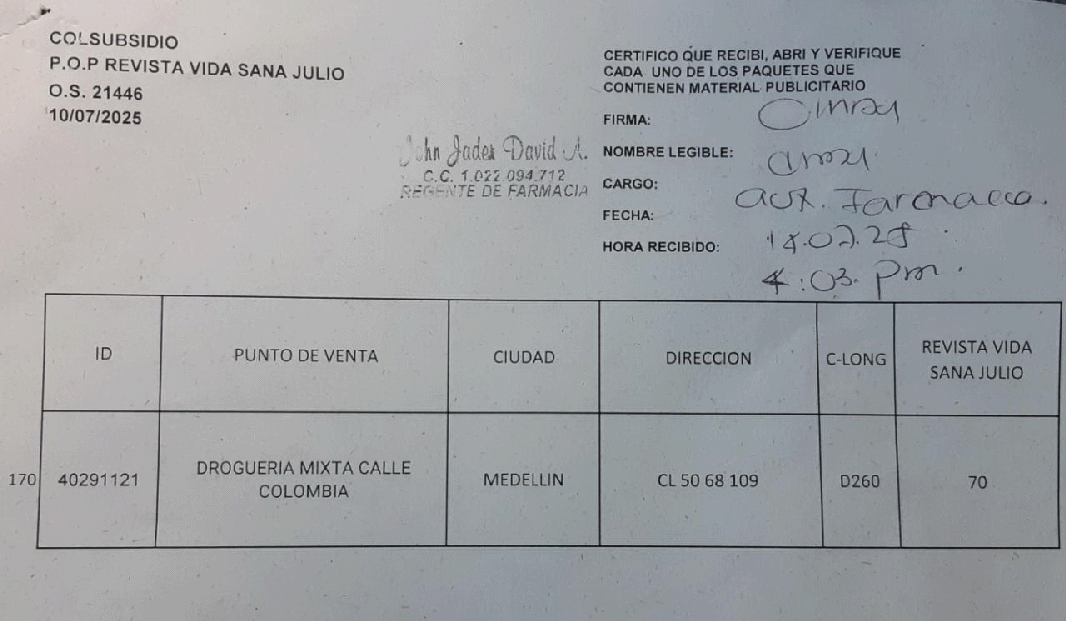 COLSUBSIDIO
P.O.P REVISTA VIDA SANA JULIO
O.S. 21446
10/07/2025
CERTIFICO QUE RECIBI, ABRI Y VERIFIQUE
CADA UNO DE LOS PAQUETES QUE
CONTIENEN MATERIAL PUBLICITARIO
FIRMA:
NOMBRE LEGIBLE:
CARGO: aux. Farmacia.
FECHA:
HORA RECIBIDO:
4:03. pm.
John Jader David A.
C.C. 1.022.094.712
REGENTE DE FARMACIA
ID PUNTO DE VENTA CIUDAD DIRECCION C-LONG REVISTA VIDA SANA JULIO
170 40291121 DROGUERIA MIXTA CALLE COLOMBIA MEDELLIN CL 50 68 109 D260 70